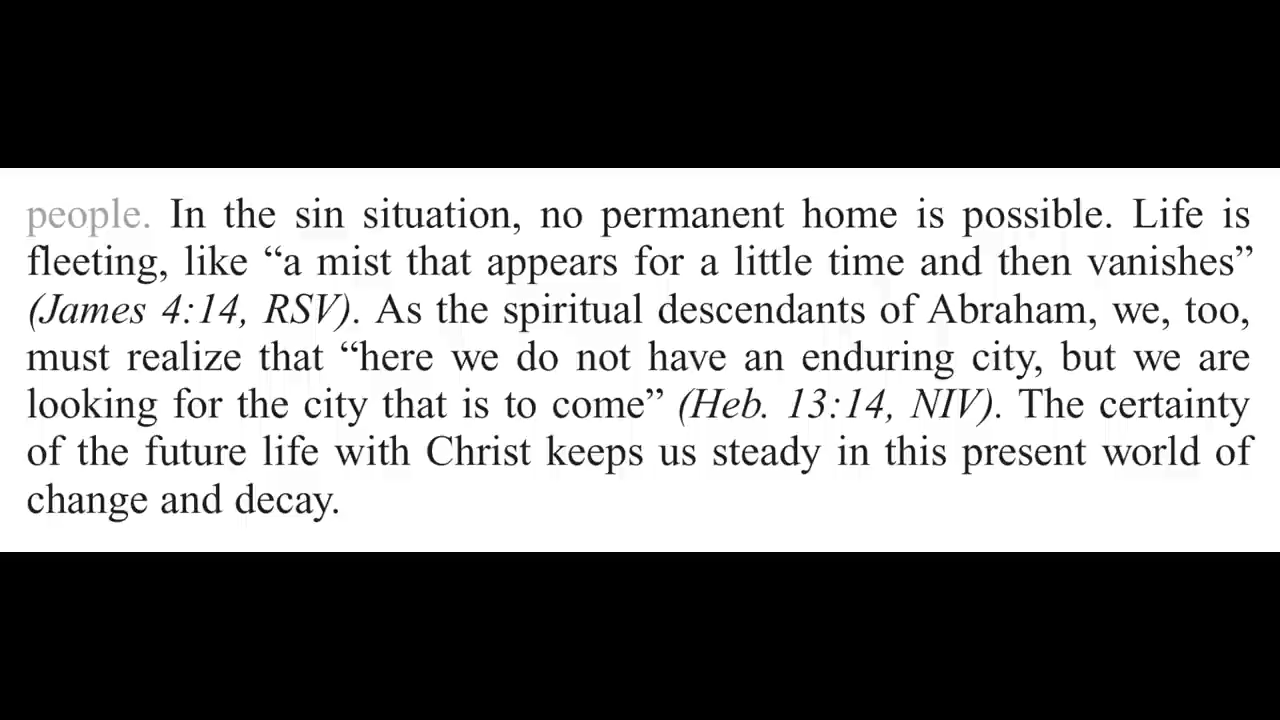 people. In the sin situation, no permanent home is possible. Life is
fleeting, like “a mist that appears for a little time and then vanishes”
(James 4:14, RSV). As the spiritual descendants of Abraham, we, too,
must realize that “here we do not have an enduring city, but we are
looking for the city that is to come” (Heb. 13:14, NIV). The certainty
of the future life with Christ keeps us steady in this present world of
change and decay.